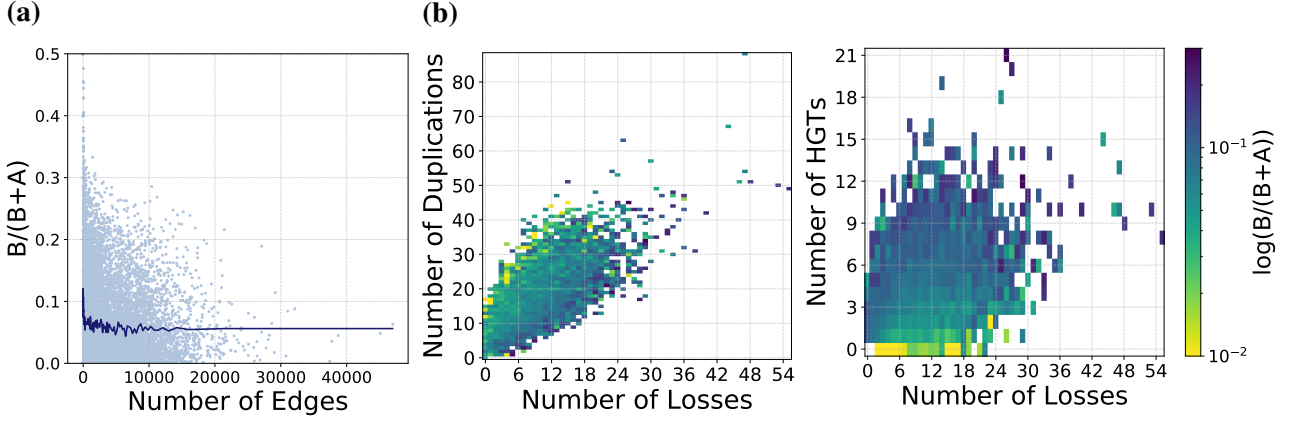 (a)
(b)
B/(B+A)
0.5
0.4
0.3
0.2
0.1
0.0
0 10000 20000 30000 40000
Number of Edges
Number of Duplications
80
70
60
50
40
30
20
10
0
0 6 12 18 24 30 36 42 48 54
Number of Losses
Number of HGTs
21
18
15
12
9
6
3
0
0 6 12 18 24 30 36 42 48 54
Number of Losses
10⁻¹
10⁻²
log(B/(B+A))